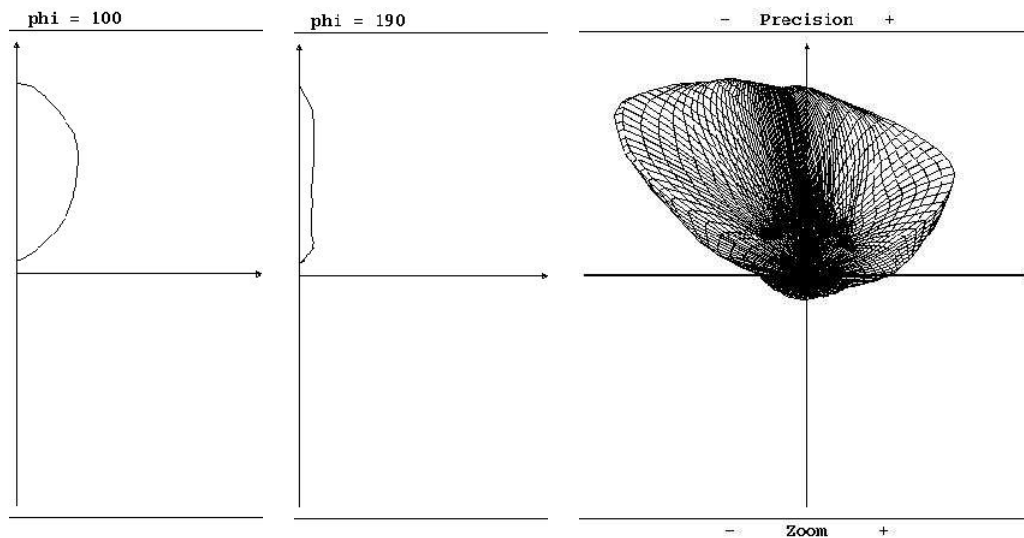 phi = 100
phi = 190
- Precision +
- Zoom +